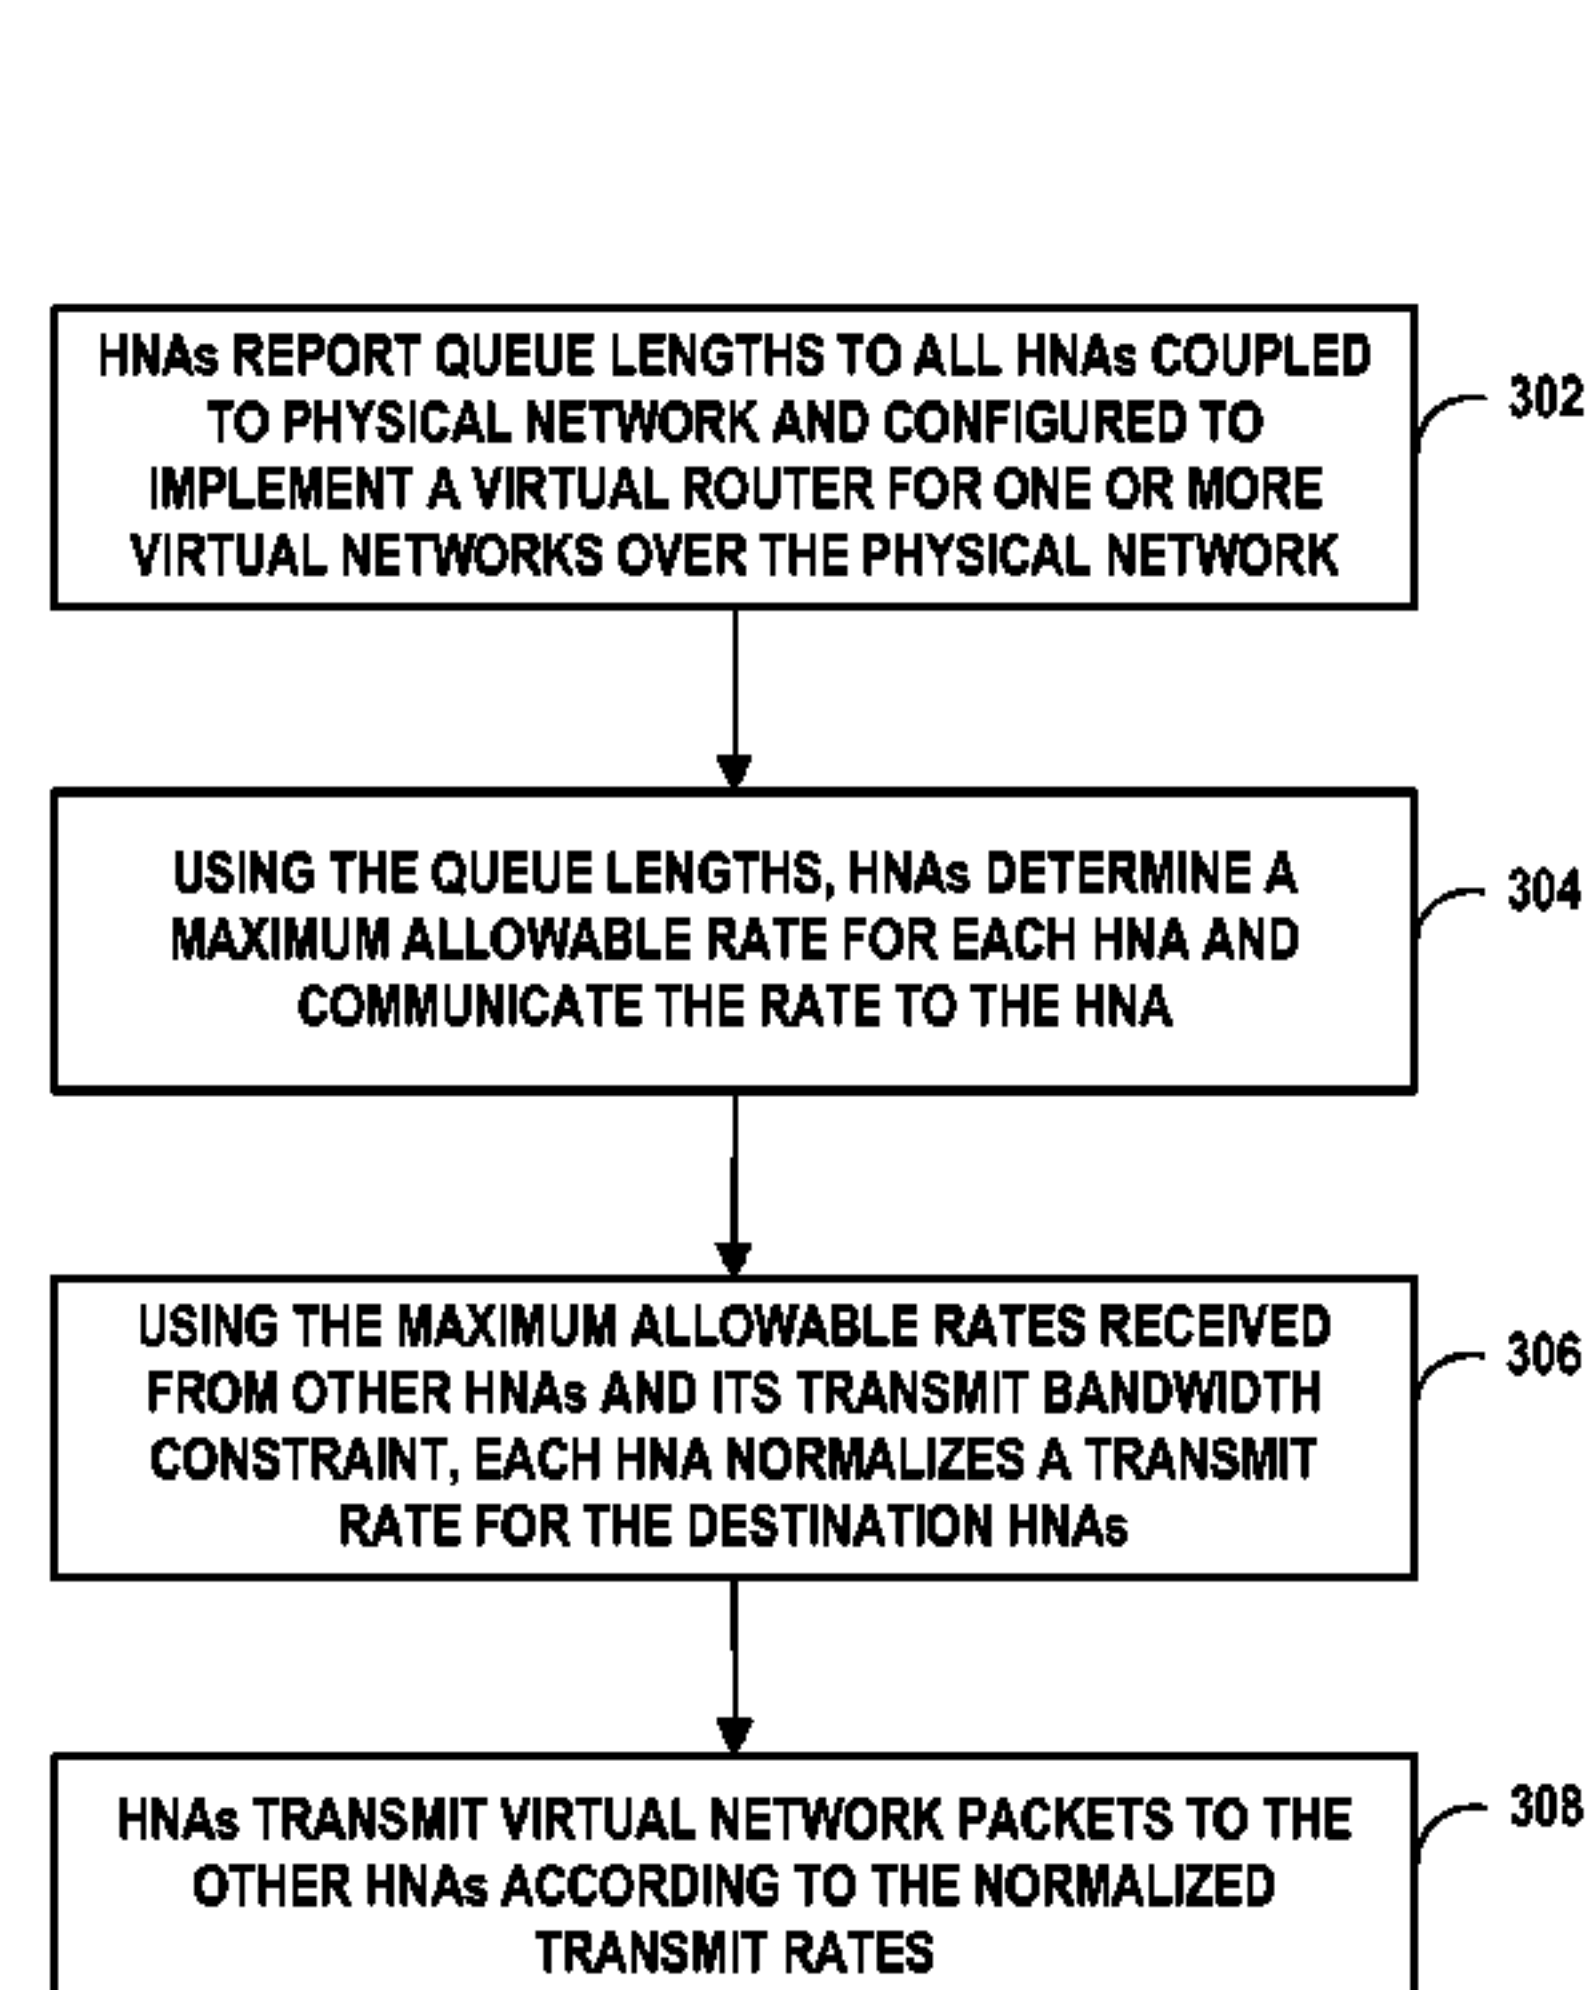 HNAs REPORT QUEUE LENGTHS TO ALL HNAs COUPLED
TO PHYSICAL NETWORK AND CONFIGURED TO
IMPLEMENT A VIRTUAL ROUTER FOR ONE OR MORE
VIRTUAL NETWORKS OVER THE PHYSICAL NETWORK
302
USING THE QUEUE LENGTHS, HNAs DETERMINE A
MAXIMUM ALLOWABLE RATE FOR EACH HNA AND
COMMUNICATE THE RATE TO THE HNA
304
USING THE MAXIMUM ALLOWABLE RATES RECEIVED
FROM OTHER HNAs AND ITS TRANSMIT BANDWIDTH
CONSTRAINT, EACH HNA NORMALIZES A TRANSMIT
RATE FOR THE DESTINATION HNAs
306
HNAs TRANSMIT VIRTUAL NETWORK PACKETS TO THE
OTHER HNAs ACCORDING TO THE NORMALIZED
TRANSMIT RATES
308